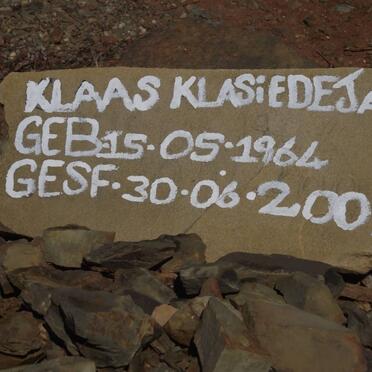 KLAAS KLASIEDEJA
GEB:15·05·1964
GESF·30·06·200